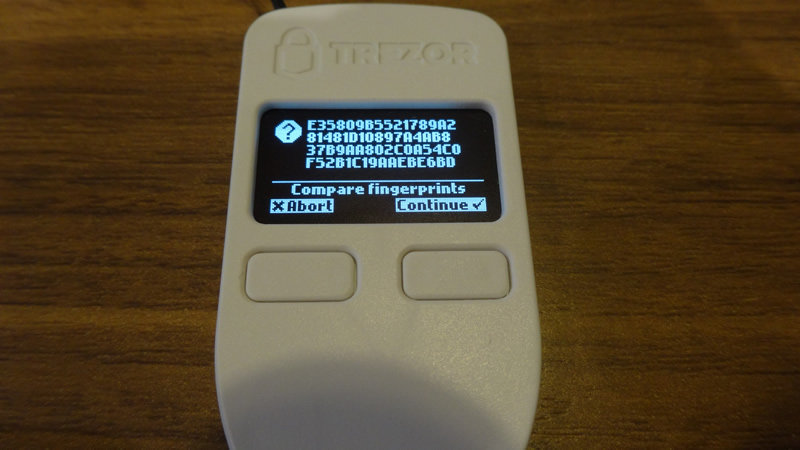 TREZOR
E35809B5521789A2
81481D10897A4AB8
37B9AA802C0A54C0
F52B1C19AAEBE6BD
Compare fingerprints
Abort Continue